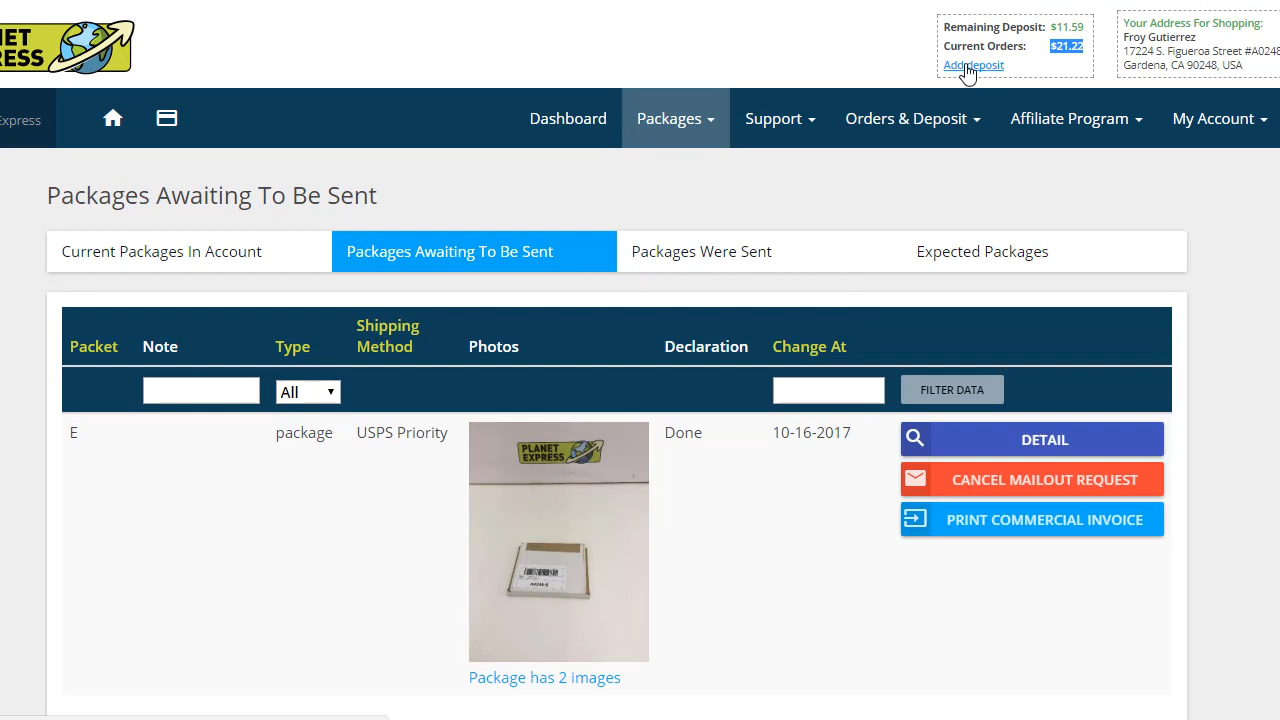 NET
PRESS
Remaining Deposit: $11.59
Current Orders: $21.22
Add deposit
Your Address For Shopping:
Froy Gutierrez
17224 S. Figueroa Street #A0248
Gardena, CA 90248, USA
Express
Dashboard
Packages
Support
Orders & Deposit
Affiliate Program
My Account
Packages Awaiting To Be Sent
Current Packages In Account
Packages Awaiting To Be Sent
Packages Were Sent
Expected Packages
Packet
Note
Type
Shipping
Method
Photos
Declaration
Change At
All
FILTER DATA
E
package
USPS Priority
PLANET
EXPRESS
Done
10-16-2017
DETAIL
CANCEL MAILOUT REQUEST
PRINT COMMERCIAL INVOICE
Package has 2 images